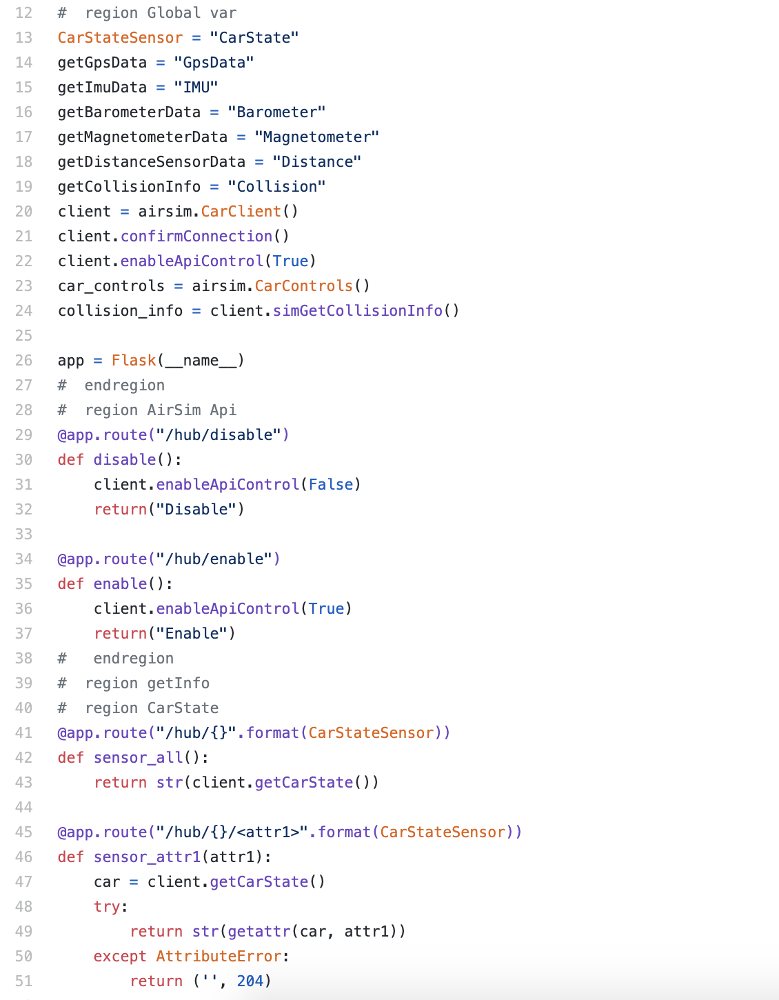 12 #  region Global var
13 CarStateSensor = "CarState"
14 getGpsData = "GpsData"
15 getImuData = "IMU"
16 getBarometerData = "Barometer"
17 getMagnetometerData = "Magnetometer"
18 getDistanceSensorData = "Distance"
19 getCollisionInfo = "Collision"
20 client = airsim.CarClient()
21 client.confirmConnection()
22 client.enableApiControl(True)
23 car_controls = airsim.CarControls()
24 collision_info = client.simGetCollisionInfo()
25
26 app = Flask(__name__)
27 #  endregion
28 #  region AirSim Api
29 @app.route("/hub/disable")
30 def disable():
31     client.enableApiControl(False)
32     return("Disable")
33
34 @app.route("/hub/enable")
35 def enable():
36     client.enableApiControl(True)
37     return("Enable")
38 #   endregion
39 #  region getInfo
40 #  region CarState
41 @app.route("/hub/{}".format(CarStateSensor))
42 def sensor_all():
43     return str(client.getCarState())
44
45 @app.route("/hub/{}/<attr1>".format(CarStateSensor))
46 def sensor_attr1(attr1):
47     car = client.getCarState()
48     try:
49         return str(getattr(car, attr1))
50     except AttributeError:
51         return ('', 204)